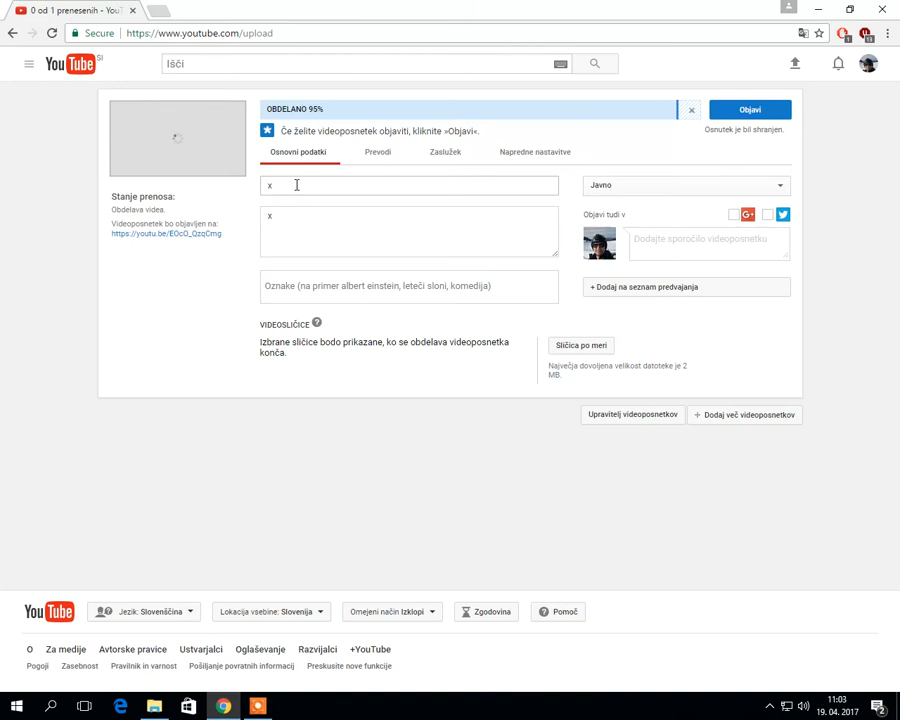 0 od 1 prenesenih - YouT
Secure https://www.youtube.com/upload
YouTube SI
Išči
OBDELANO 95%
Objavi
Če želite videoposnetek objaviti, kliknite »Objavi«.
Osnutek je bil shranjen.
Osnovni podatki Prevodi Zaslužek Napredne nastavitve
x
Javno
x
Objavi tudi v
G+
Dodajte sporočilo videoposnetku
Stanje prenosa:
Obdelava videa.
Videoposnetek bo objavljen na:
https://youtu.be/EOcO_QzqCmg
Oznake (na primer albert einstein, leteči sloni, komedija)
+ Dodaj na seznam predvajanja
VIDEOSLIČICE ?
Izbrane sličice bodo prikazane, ko se obdelava videoposnetka
konča.
Sličica po meri
Največja dovoljena velikost datoteke je 2
MB.
Upravitelj videoposnetkov
+ Dodaj več videoposnetkov
YouTube
Jezik: Slovenščina
Lokacija vsebine: Slovenija
Omejeni način Izklopi
Zgodovina
Pomoč
O Za medije Avtorske pravice Ustvarjalci Oglaševanje Razvijalci +YouTube
Pogoji Zasebnost Pravilnik in varnost Pošiljanje povratnih informacij Preskusite nove funkcije
11:03
19. 04. 2017
2